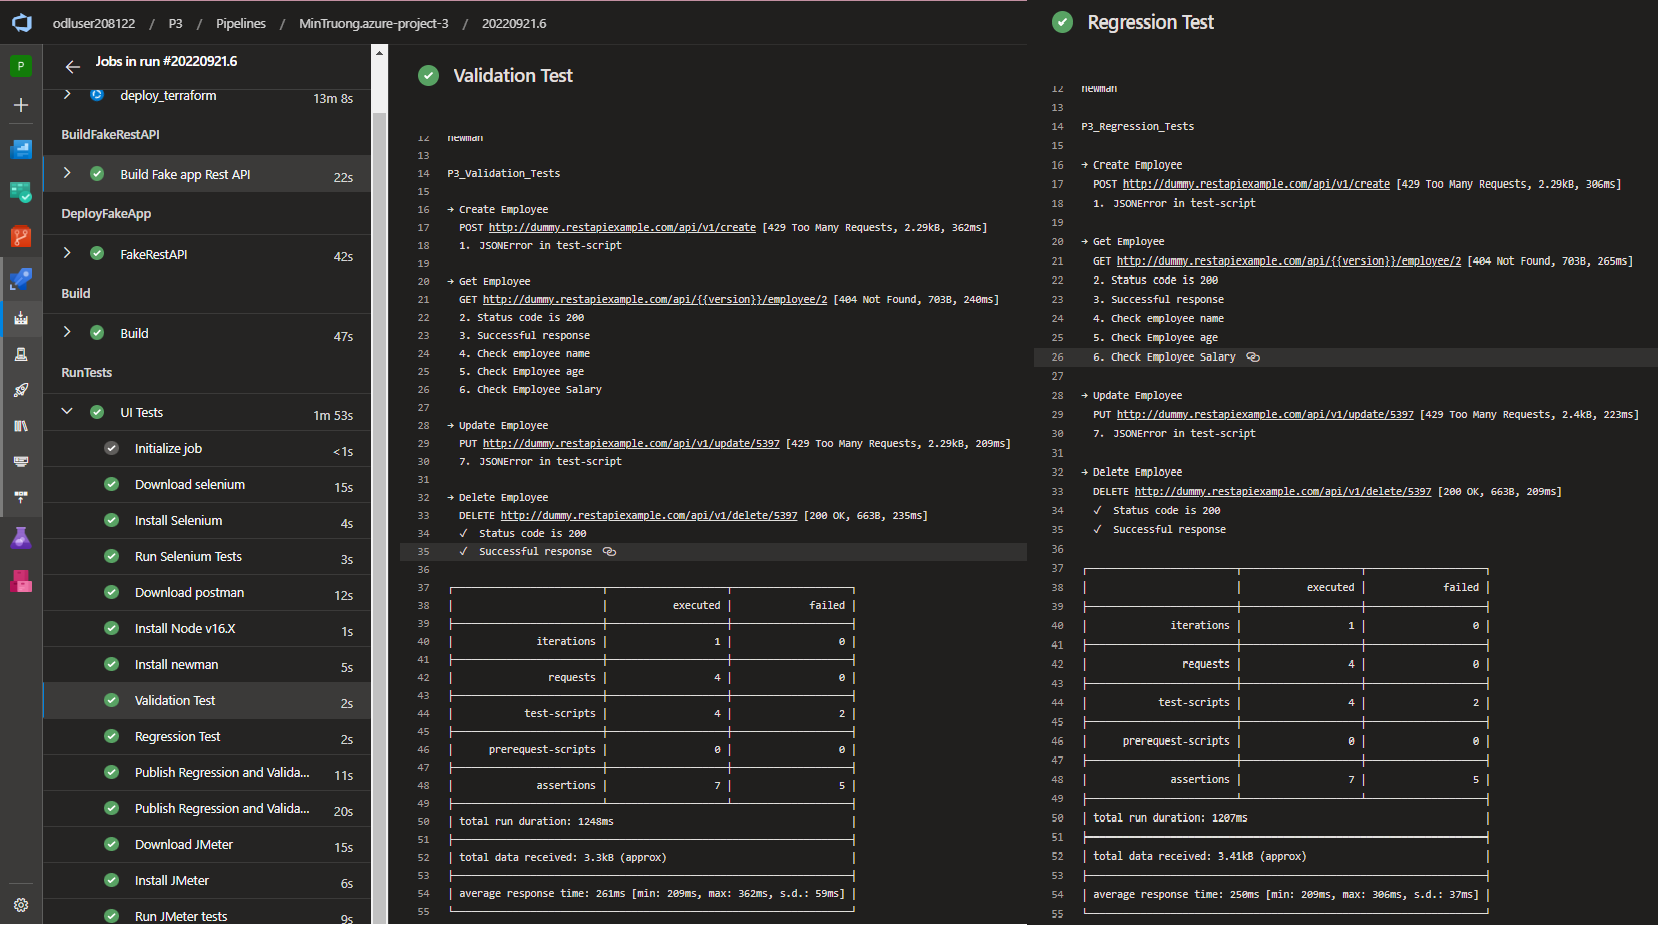 odluser208122 / P3 / Pipelines / MinTruong.azure-project-3 / 20220921.6
P
Jobs in run #20220921.6
deploy_terraform 13m 8s
BuildFakeRestAPI
Build Fake app Rest API 22s
DeployFakeApp
FakeRestAPI 42s
Build
Build 47s
RunTests
UI Tests 1m 53s
Initialize job <1s
Download selenium 15s
Install Selenium 4s
Run Selenium Tests 3s
Download postman 12s
Install Node v16.X 1s
Install newman 5s
Validation Test 2s
Regression Test 2s
Publish Regression and Valida... 11s
Publish Regression and Valida... 20s
Download JMeter 15s
Install JMeter 6s
Run JMeter tests 9s
Validation Test
12 newman
13
14 P3_Validation_Tests
15
16 → Create Employee
17 POST http://dummy.restapiexample.com/api/v1/create [429 Too Many Requests, 2.29kB, 362ms]
18 1. JSONError in test-script
19
20 → Get Employee
21 GET http://dummy.restapiexample.com/api/{{version}}/employee/2 [404 Not Found, 703B, 240ms]
22 2. Status code is 200
23 3. Successful response
24 4. Check employee name
25 5. Check Employee age
26 6. Check Employee Salary
27
28 → Update Employee
29 PUT http://dummy.restapiexample.com/api/v1/update/5397 [429 Too Many Requests, 2.29kB, 209ms]
30 7. JSONError in test-script
31
32 → Delete Employee
33 DELETE http://dummy.restapiexample.com/api/v1/delete/5397 [200 OK, 663B, 235ms]
34 √ Status code is 200
35 √ Successful response
36
37
38 executed failed
39
40 iterations 1 0
41
42 requests 4 0
43
44 test-scripts 4 2
45
46 prerequest-scripts 0 0
47
48 assertions 7 5
49
50 total run duration: 1248ms
51
52 total data received: 3.3kB (approx)
53
54 average response time: 261ms [min: 209ms, max: 362ms, s.d.: 59ms]
55
Regression Test
12 newman
13
14 P3_Regression_Tests
15
16 → Create Employee
17 POST http://dummy.restapiexample.com/api/v1/create [429 Too Many Requests, 2.29kB, 306ms]
18 1. JSONError in test-script
19
20 → Get Employee
21 GET http://dummy.restapiexample.com/api/{{version}}/employee/2 [404 Not Found, 703B, 265ms]
22 2. Status code is 200
23 3. Successful response
24 4. Check employee name
25 5. Check Employee age
26 6. Check Employee Salary
27
28 → Update Employee
29 PUT http://dummy.restapiexample.com/api/v1/update/5397 [429 Too Many Requests, 2.4kB, 223ms]
30 7. JSONError in test-script
31
32 → Delete Employee
33 DELETE http://dummy.restapiexample.com/api/v1/delete/5397 [200 OK, 663B, 209ms]
34 √ Status code is 200
35 √ Successful response
36
37
38 executed failed
39
40 iterations 1 0
41
42 requests 4 0
43
44 test-scripts 4 2
45
46 prerequest-scripts 0 0
47
48 assertions 7 5
49
50 total run duration: 1207ms
51
52 total data received: 3.41kB (approx)
53
54 average response time: 250ms [min: 209ms, max: 306ms, s.d.: 37ms]
55